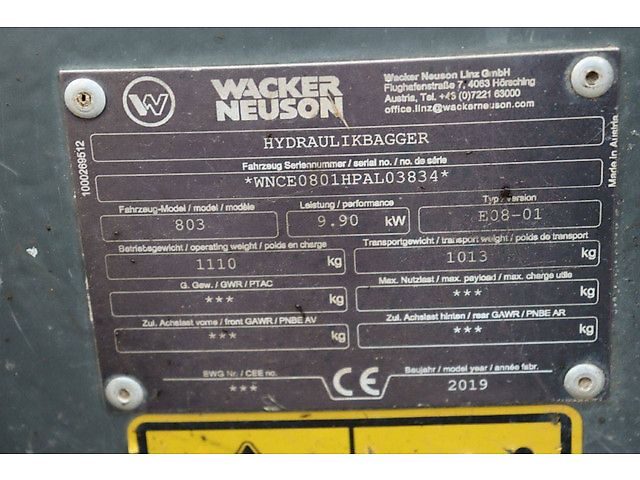 WACKER
NEUSON
Wacker Neuson Linz GmbH
Flughafenstraße 7, 4063 Hörsching
Austria, Tel. +43 (0)7221 63000
office.linz@wackerneuson.com
HYDRAULIKBAGGER
Fahrzeug Seriennummer / serial no. / no. de série
*WNCE0801HPAL03834*
Fahrzeug-Model / model / modèle
803
Leistung / performance
9.90 kW
Typ / version
E08-01
Betriebsgewicht / operating weight / poids en charge
1110 kg
Transportgewicht / transport weight / poids de transport
1013 kg
G. Gew. / GWR / PTAC
*** kg
Max. Nutzlast / max. payload / max. charge utile
*** kg
Zul. Achslast vorne / front GAWR / PNBE AV
*** kg
Zul. Achslast hinten / rear GAWR / PNBE AR
*** kg
EWG Nr. / CEE no.
***
CE
Baujahr / model year / année fabr.
2019
1000269512
Made in Austria